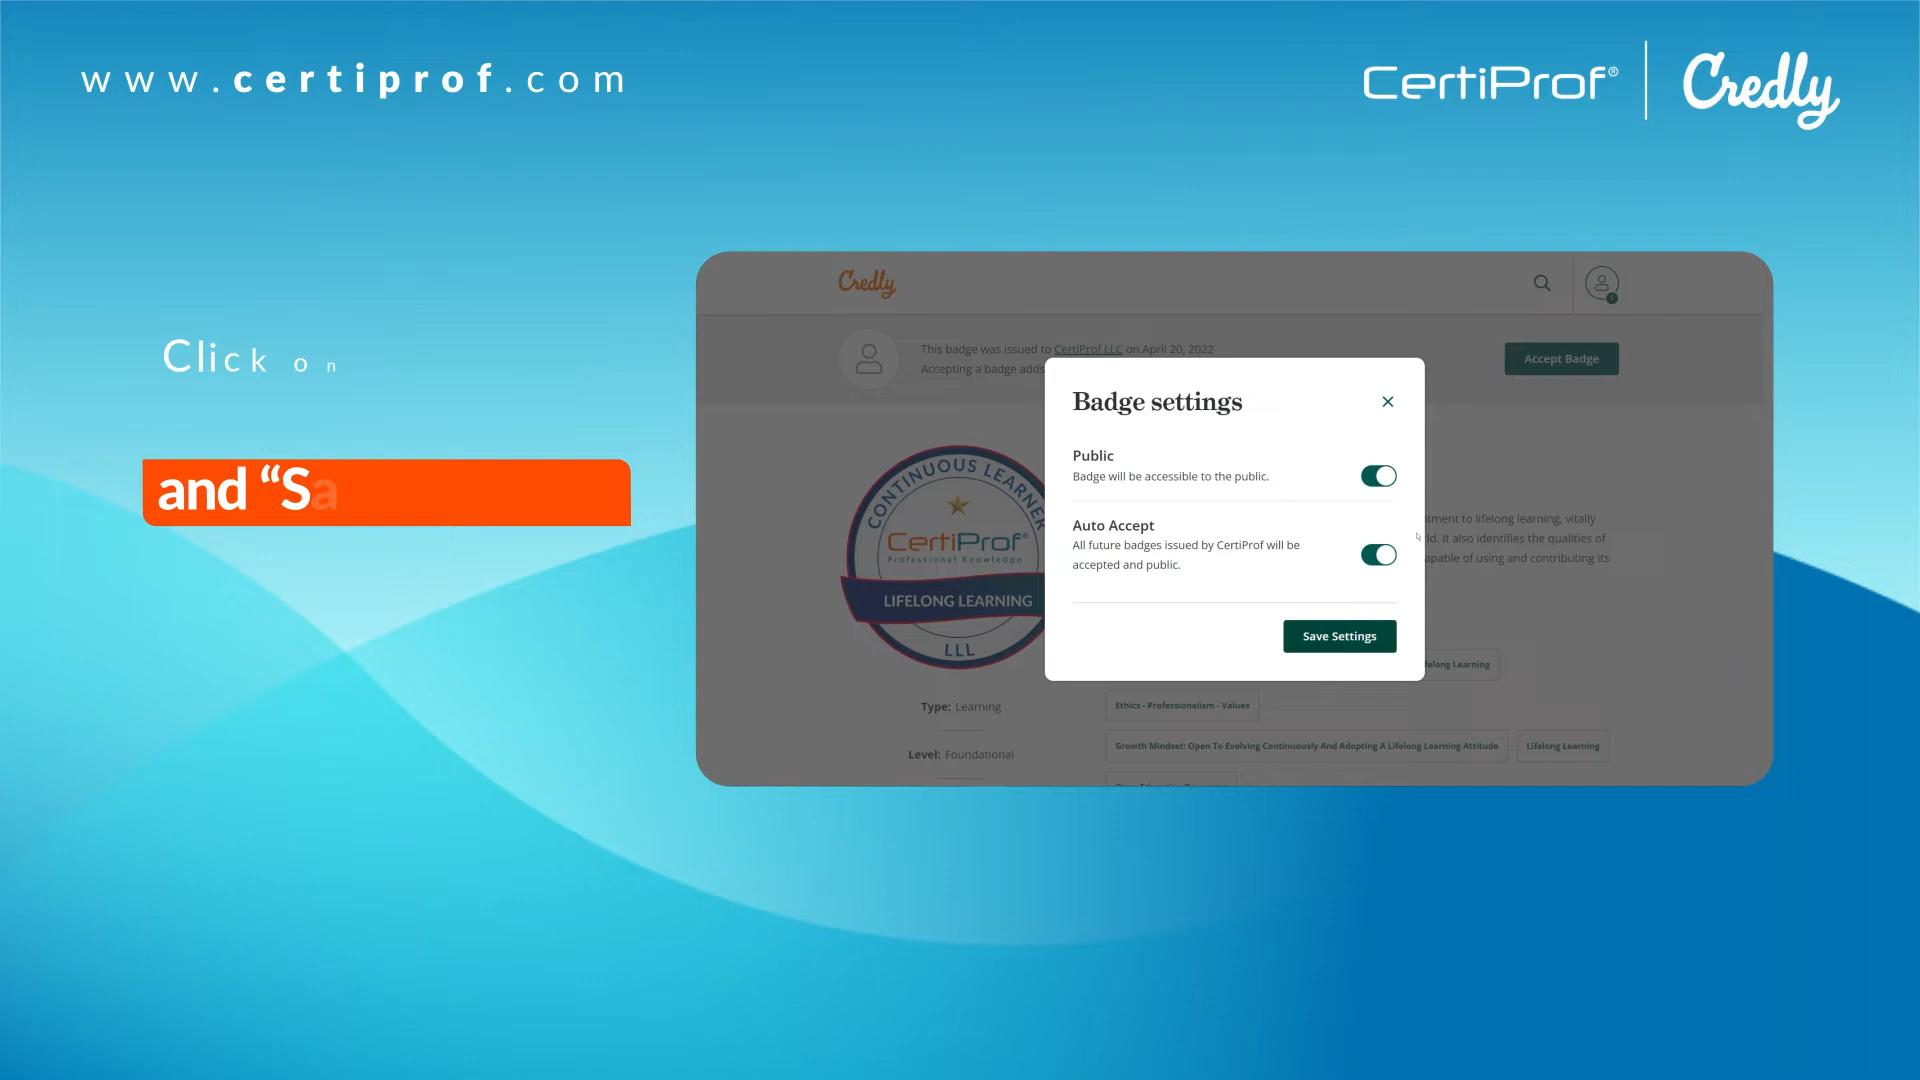 www.certiprof.com
CertiProf® | Credly
Click on
and “Sa
Credly
This badge was issued to CertiProf LLC on April 20, 2022
Accepting a badge adds
Accept Badge
Badge settings
Public
Badge will be accessible to the public.
Auto Accept
All future badges issued by CertiProf will be
accepted and public.
Save Settings
CONTINUOUS LEARNER
CertiProf®
Professional Knowledge
LIFELONG LEARNING
LLL
itment to lifelong learning, vitally
ld. It also identifies the qualities of
apable of using and contributing its
felong Learning
Type: Learning
Ethics - Professionalism - Values
Level: Foundational
Growth Mindset: Open To Evolving Continuously And Adopting A Lifelong Learning Attitude
Lifelong Learning